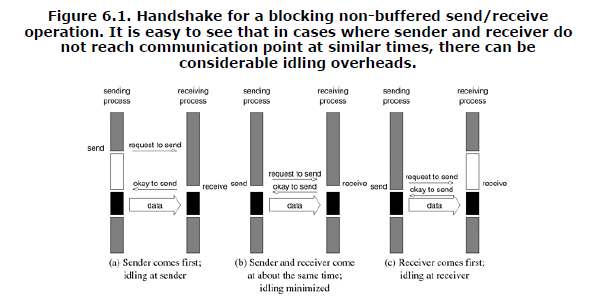 Figure 6.1. Handshake for a blocking non-buffered send/receive
operation. It is easy to see that in cases where sender and receiver do
not reach communication point at similar times, there can be
considerable idling overheads.
sending process
receiving process
send
request to send
okay to send
receive
data
(a) Sender comes first;
idling at sender
sending process
receiving process
send
request to send
okay to send
receive
data
(b) Sender and receiver come
at about the same time;
idling minimized
sending process
receiving process
send
request to send
okay to send
receive
data
(c) Receiver comes first;
idling at receiver